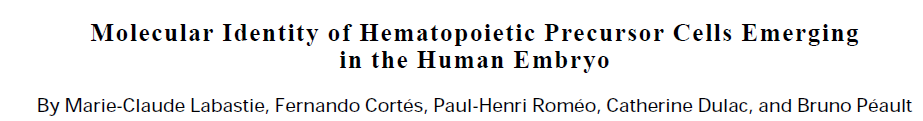 Molecular Identity of Hematopoietic Precursor Cells Emerging
in the Human Embryo
By Marie-Claude Labastie, Fernando Cortés, Paul-Henri Roméo, Catherine Dulac, and Bruno Péault